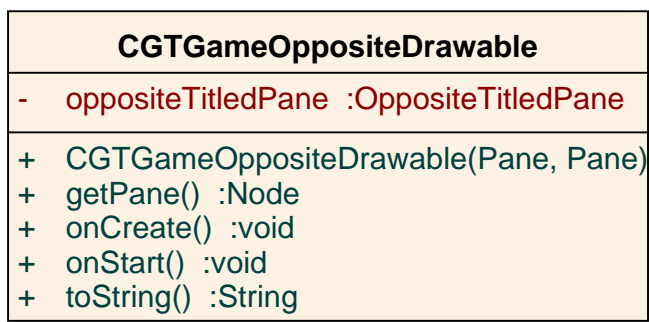 CGTGameOppositeDrawable
- oppositeTitledPane :OppositeTitledPane
+ CGTGameOppositeDrawable(Pane, Pane)
+ getPane() :Node
+ onCreate() :void
+ onStart() :void
+ toString() :String